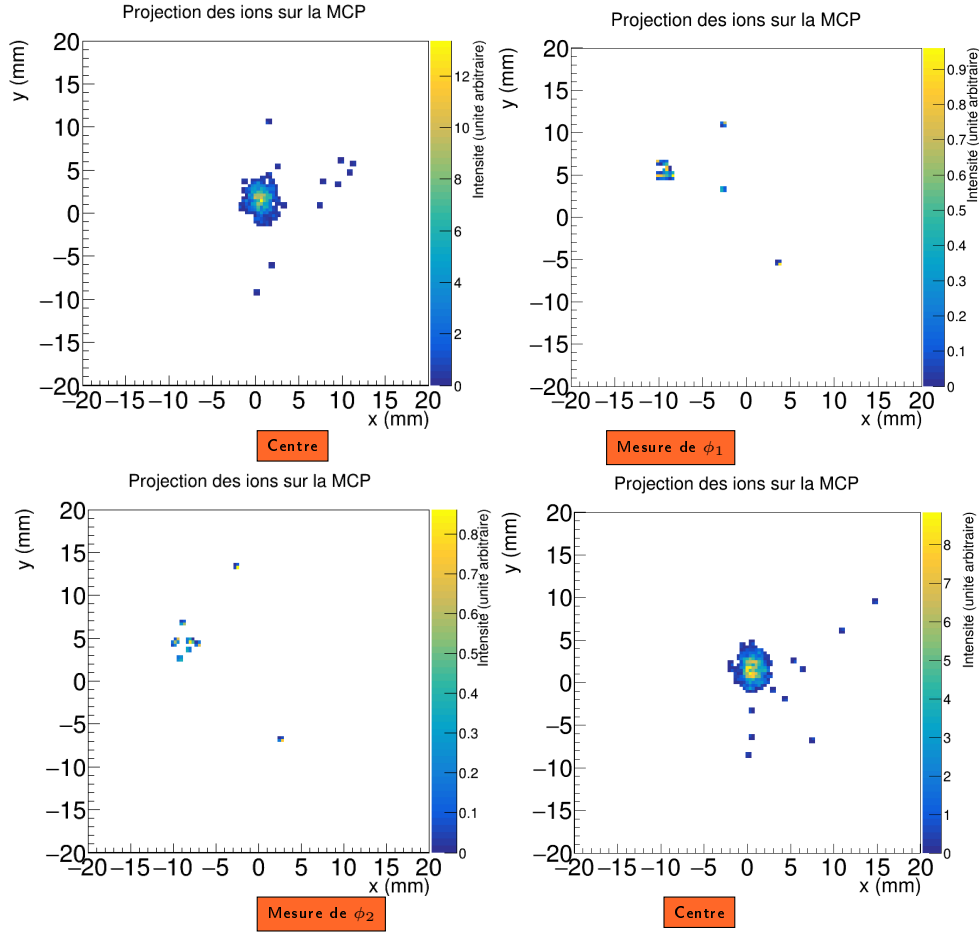 Projection des ions sur la MCP
y (mm)
20
15
10
5
0
−5
−10
−15
−20
−20 −15 −10 −5 0 5 10 15 20
x (mm)
12
10
8
6
4
2
0
Intensité (unité arbitraire)
Centre
Projection des ions sur la MCP
y (mm)
20
15
10
5
0
−5
−10
−15
−20
−20 −15 −10 −5 0 5 10 15 20
x (mm)
0.9
0.8
0.7
0.6
0.5
0.4
0.3
0.2
0.1
0
Intensité (unité arbitraire)
Mesure de ϕ1
Projection des ions sur la MCP
y (mm)
20
15
10
5
0
−5
−10
−15
−20
−20 −15 −10 −5 0 5 10 15 20
x (mm)
0.8
0.7
0.6
0.5
0.4
0.3
0.2
0.1
0
Intensité (unité arbitraire)
Mesure de ϕ2
Projection des ions sur la MCP
y (mm)
20
15
10
5
0
−5
−10
−15
−20
−20 −15 −10 −5 0 5 10 15 20
x (mm)
8
7
6
5
4
3
2
1
0
Intensité (unité arbitraire)
Centre